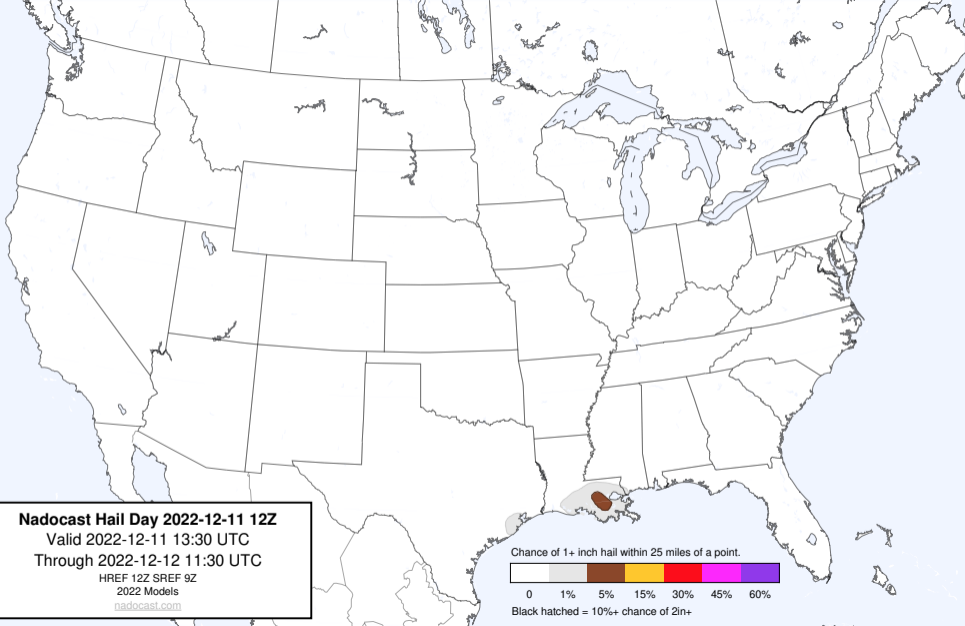 Nadocast Hail Day 2022-12-11 12Z
Valid 2022-12-11 13:30 UTC
Through 2022-12-12 11:30 UTC
HREF 12Z SREF 9Z
2022 Models
nadocast.com
Chance of 1+ inch hail within 25 miles of a point.
0 1% 5% 15% 30% 45% 60%
Black hatched = 10%+ chance of 2in+